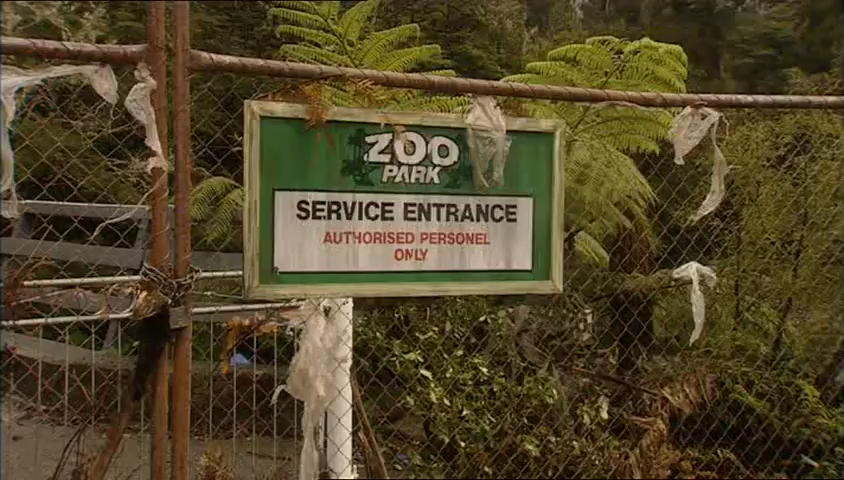 ZOO
PARK
SERVICE ENTRANCE
AUTHORISED PERSONEL
ONLY